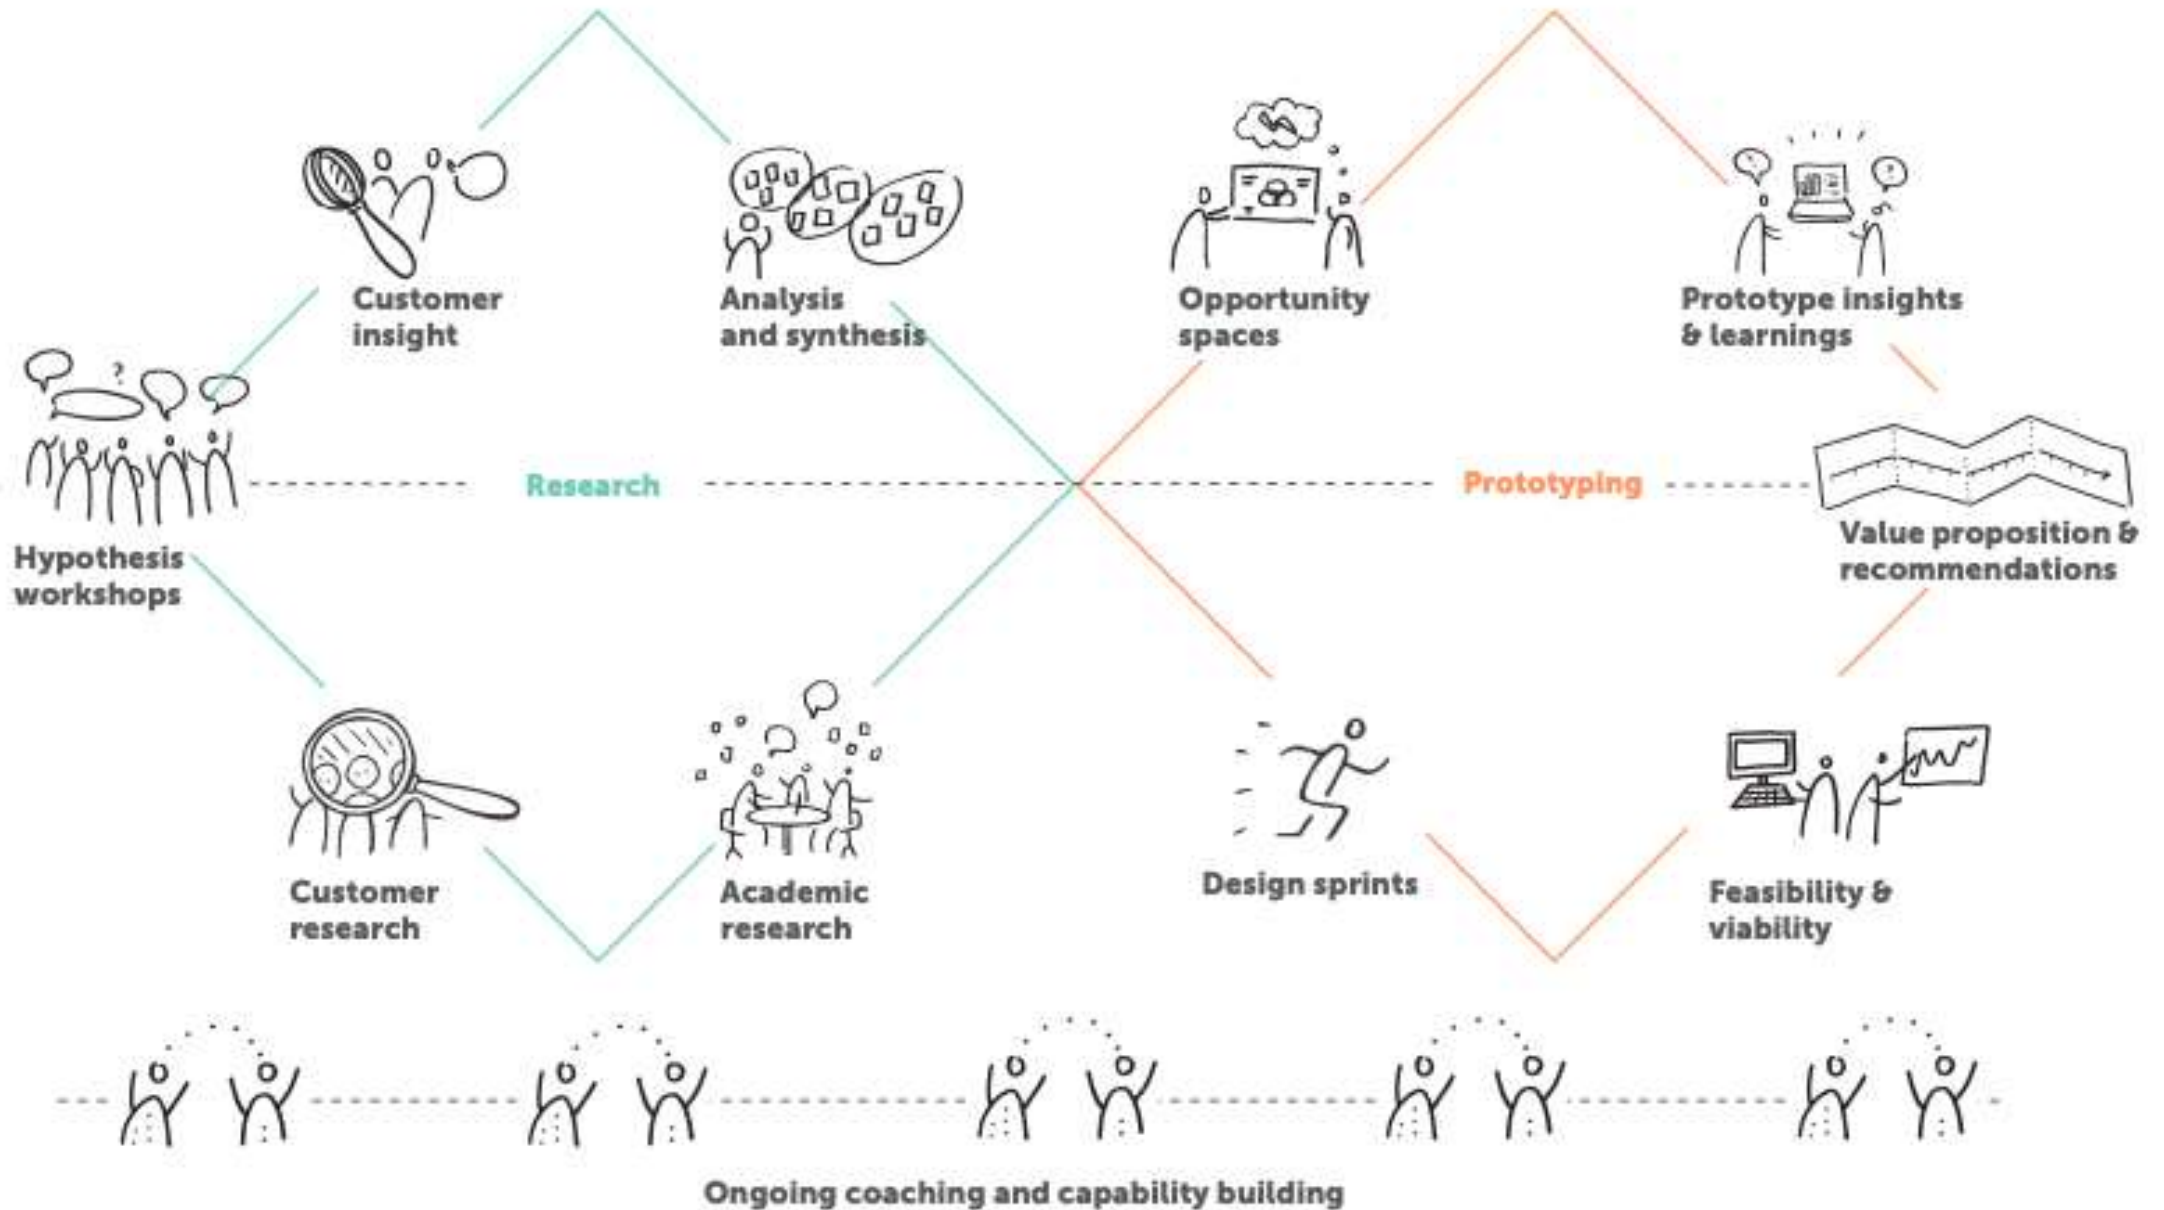 Customer
insight
Analysis
and synthesis
Opportunity
spaces
Prototype insights
& learnings
?
Hypothesis
workshops
Research
Prototyping
Value proposition &
recommendations
Customer
research
Academic
research
Design sprints
Feasibility &
viability
Ongoing coaching and capability building